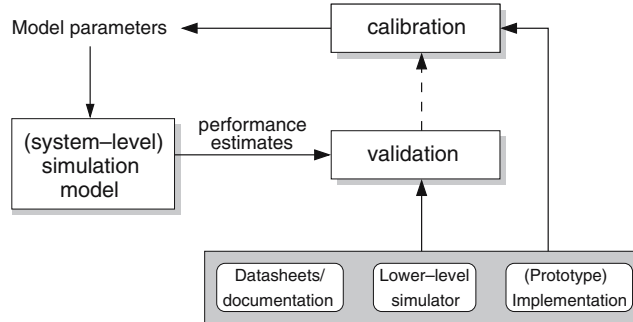 Model parameters
calibration
(system–level)
simulation
model
performance
estimates
validation
Datasheets/
documentation
Lower–level
simulator
(Prototype)
Implementation